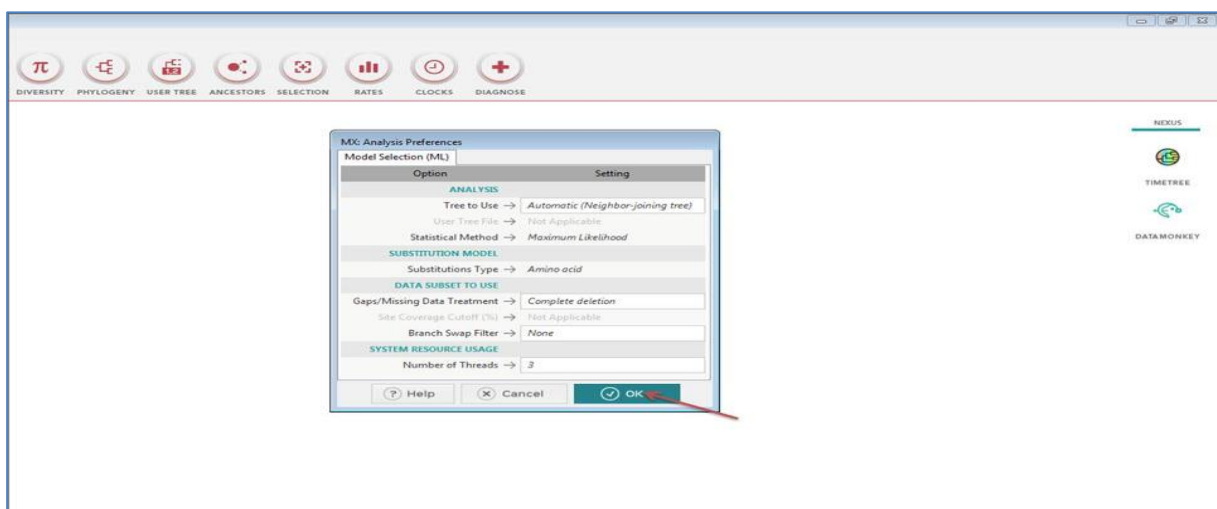 π
DIVERSITY PHYLOGENY USER TREE ANCESTORS SELECTION RATES CLOCKS DIAGNOSE
MX: Analysis Preferences
Model Selection (ML)
Option Setting
ANALYSIS
Tree to Use → Automatic (Neighbor-joining tree)
User Tree File → Not Applicable
Statistical Method → Maximum Likelihood
SUBSTITUTION MODEL
Substitutions Type → Amino acid
DATA SUBSET TO USE
Gaps/Missing Data Treatment → Complete deletion
Site Coverage Cutoff (%) → Not Applicable
Branch Swap Filter → None
SYSTEM RESOURCE USAGE
Number of Threads → 3
? Help Cancel OK
NEXUS
TIMETREE
DATAMONKEY